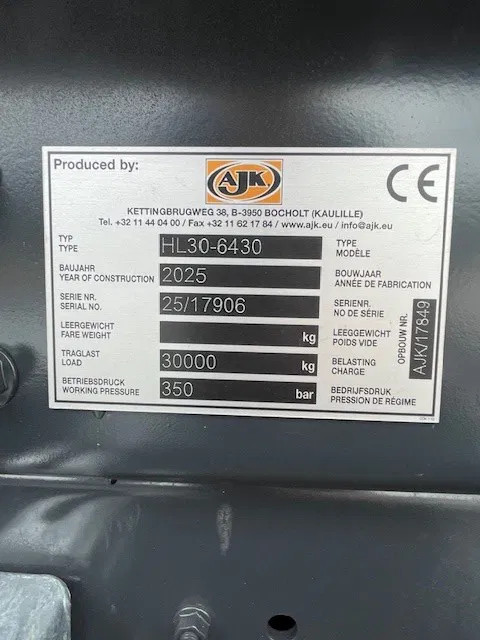 Produced by:
AJK
CE
KETTINGBRUGWEG 38, B-3950 BOCHOLT (KAULILLE)
Tel. +32 11 44 04 00 / Fax +32 11 62 17 84 / www.ajk.eu / info@ajk.eu
TYP
TYPE
HL30-6430
TYPE
MODÈLE
BAUJAHR
YEAR OF CONSTRUCTION
2025
BOUWJAAR
ANNÉE DE FABRICATION
SERIE NR.
SERIAL NO.
25/17906
SERIENR.
NO DE SÉRIE
LEERGEWICHT
FARE WEIGHT
kg
LEEGGEWICHT
POIDS VIDE
TRAGLAST
LOAD
30000 kg
BELASTING
CHARGE
BETRIEBSDRUCK
WORKING PRESSURE
350 bar
BEDRIJFSDRUK
PRESSION DE RÉGIME
OPBOUW NR.
AJK/17849